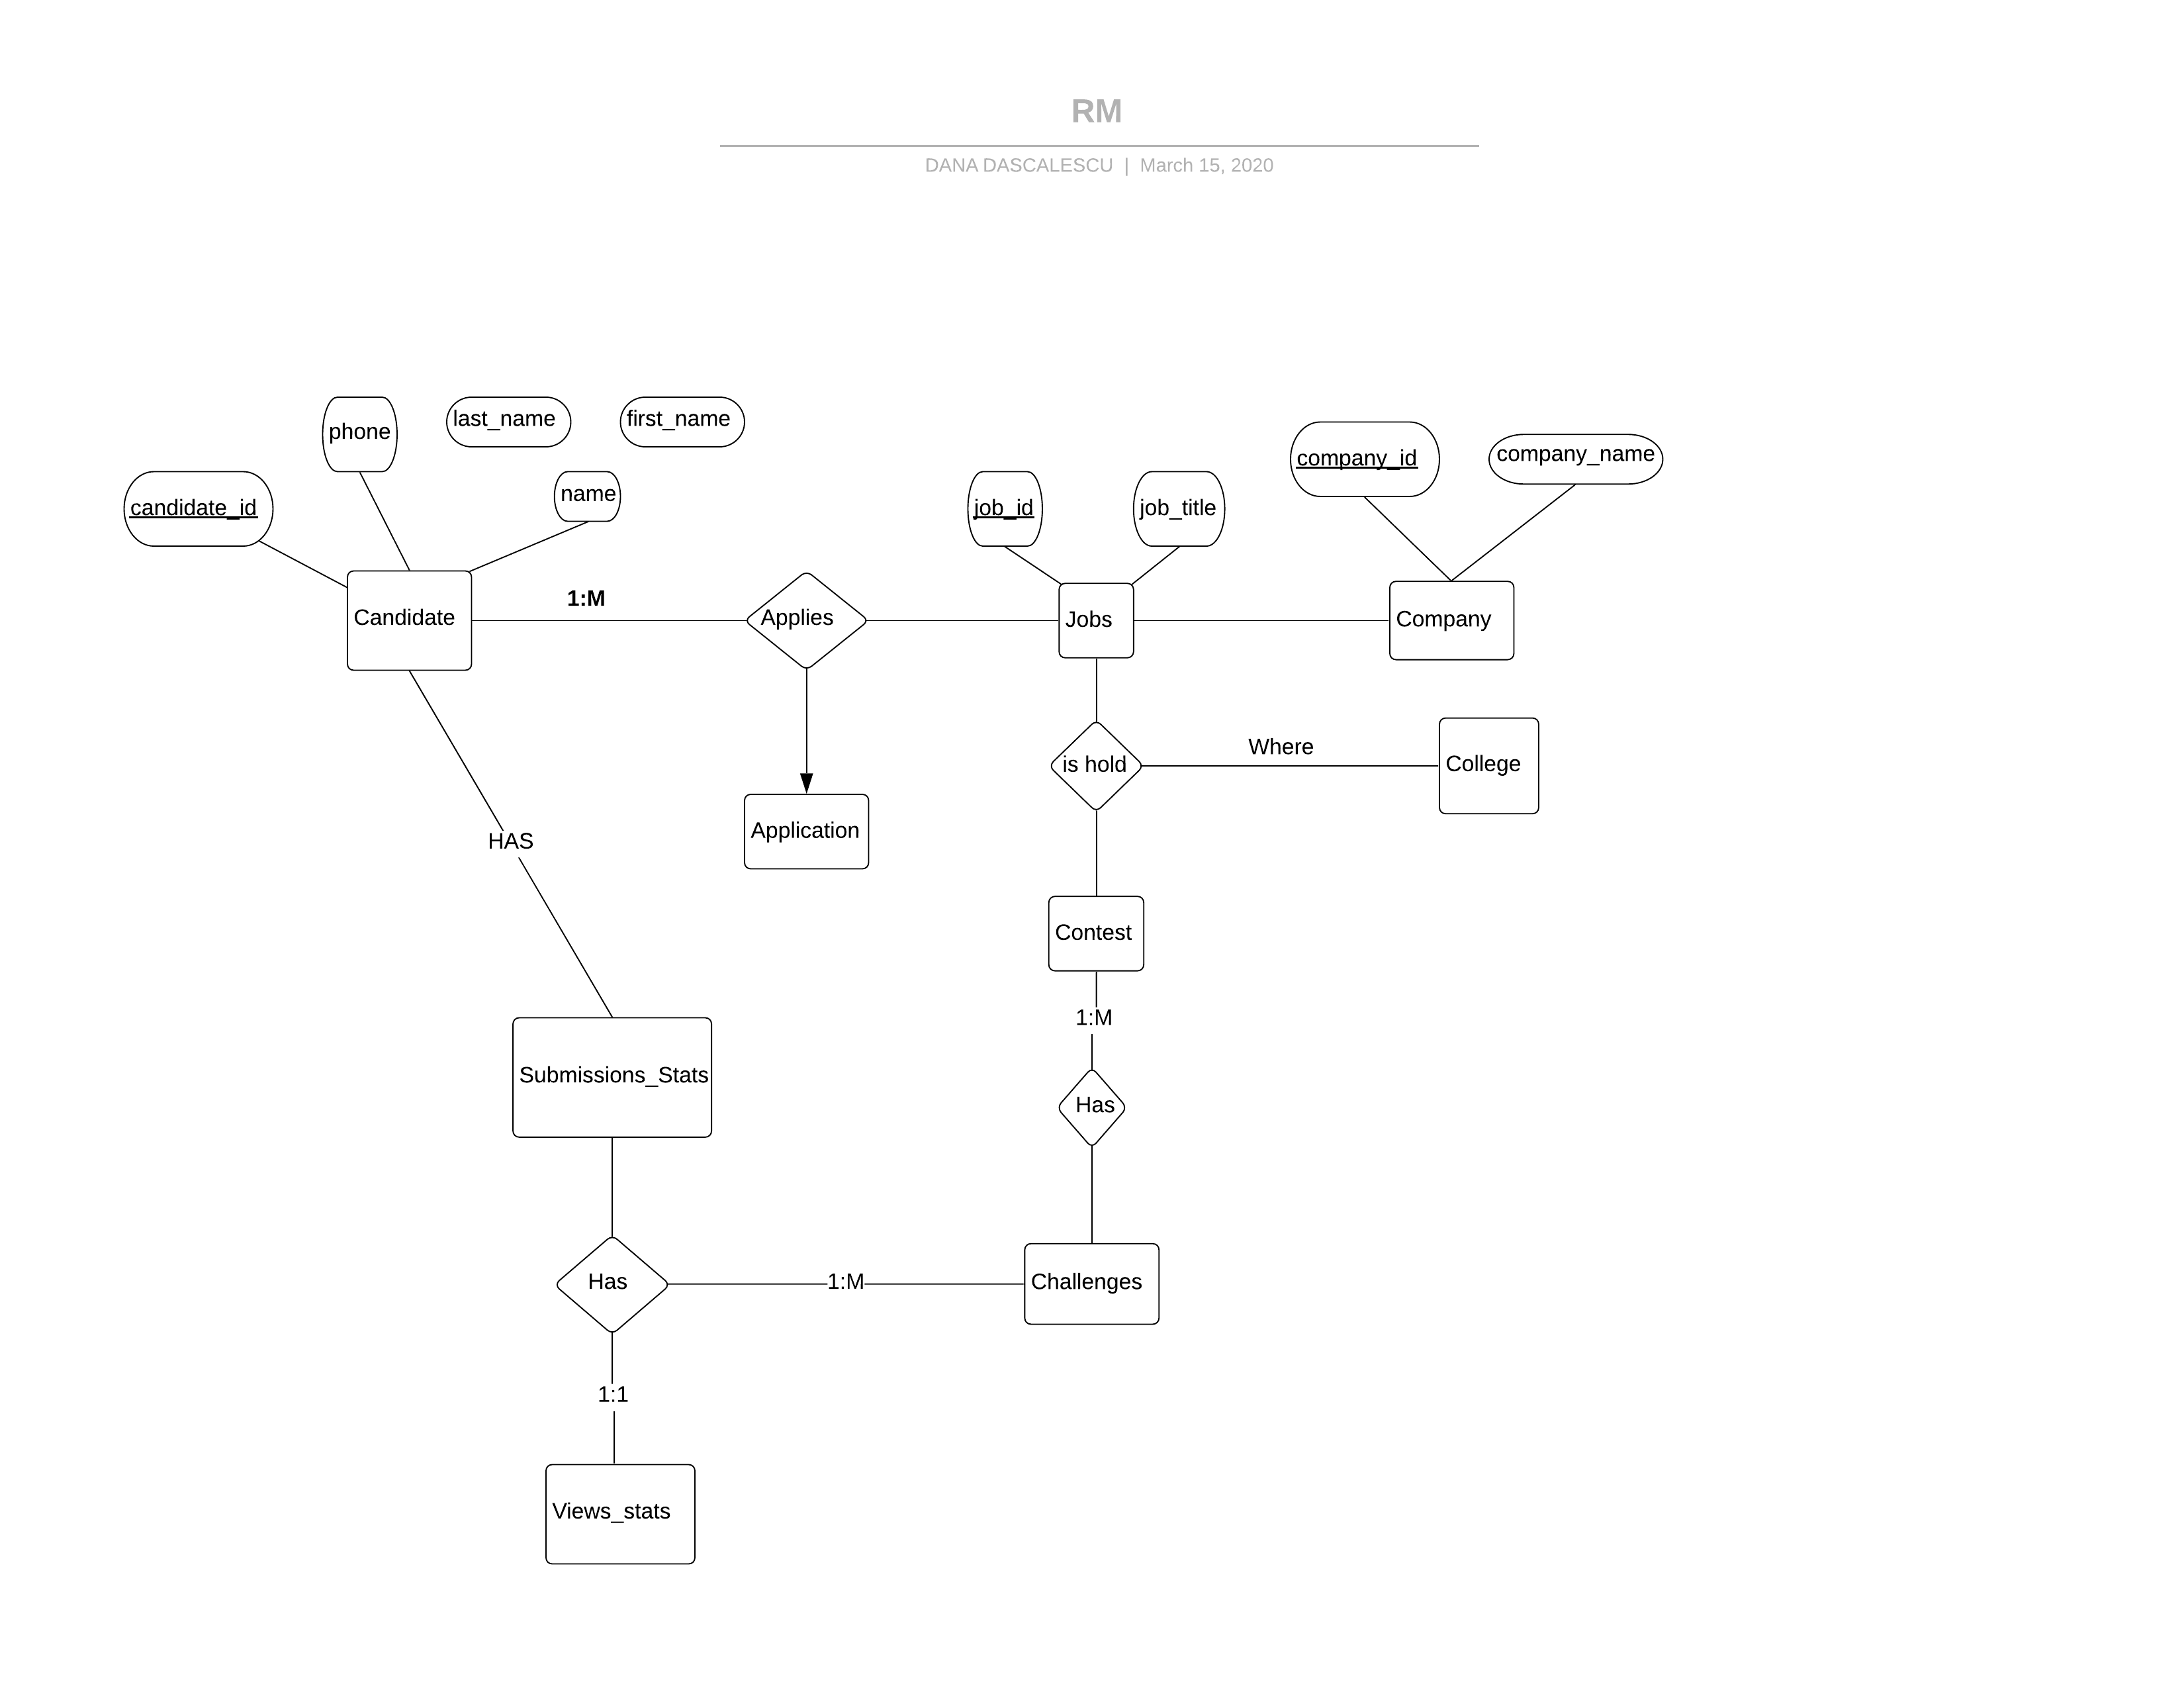 RM
DANA DASCALESCU | March 15, 2020
phone
last_name
first_name
candidate_id
name
job_id
job_title
company_id
company_name
Candidate
1:M
Applies
Jobs
Company
is hold
Where
College
HAS
Application
Contest
1:M
Submissions_Stats
Has
Has
1:M
Challenges
1:1
Views_stats